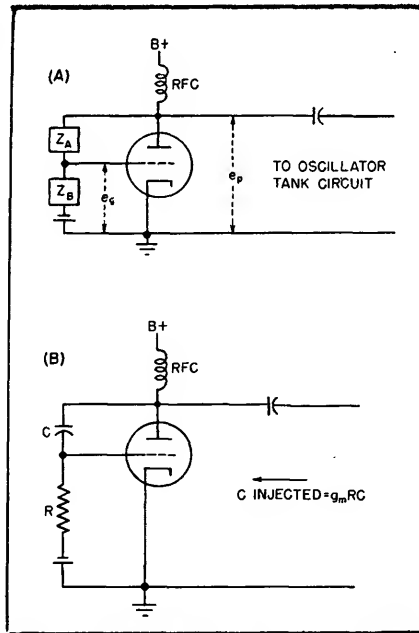 (A)
B+
RFC
Z_A
Z_B
e_g
e_p
TO OSCILLATOR
TANK CIRCUIT
(B)
B+
RFC
C
R
C INJECTED=g_mRC